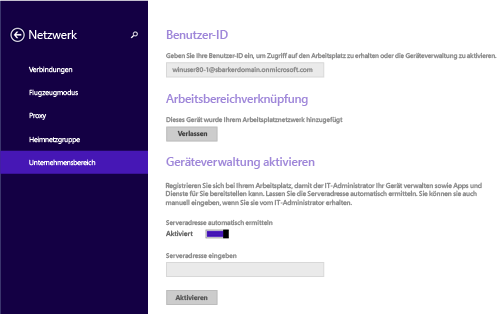 Netzwerk
Verbindungen
Flugzeugmodus
Proxy
Heimnetzgruppe
Unternehmensbereich
Benutzer-ID
Geben Sie Ihre Benutzer-ID ein, um Zugriff auf den Arbeitsplatz zu erhalten oder die Geräteverwaltung zu aktivieren.
winuser80-1@sbarkerdomain.onmicrosoft.com
Arbeitsbereichverknüpfung
Dieses Gerät wurde Ihrem Arbeitsplatznetzwerk hinzugefügt
Verlassen
Geräteverwaltung aktivieren
Registrieren Sie sich bei Ihrem Arbeitsplatz, damit der IT-Administrator Ihr Gerät verwalten sowie Apps und
Dienste für Sie bereitstellen kann. Lassen Sie die Serveradresse automatisch ermitteln. Sie können sie auch
manuell eingeben, wenn Sie sie vom IT-Administrator erhalten.
Serveradresse automatisch ermitteln
Aktiviert
Serveradresse eingeben
Aktivieren